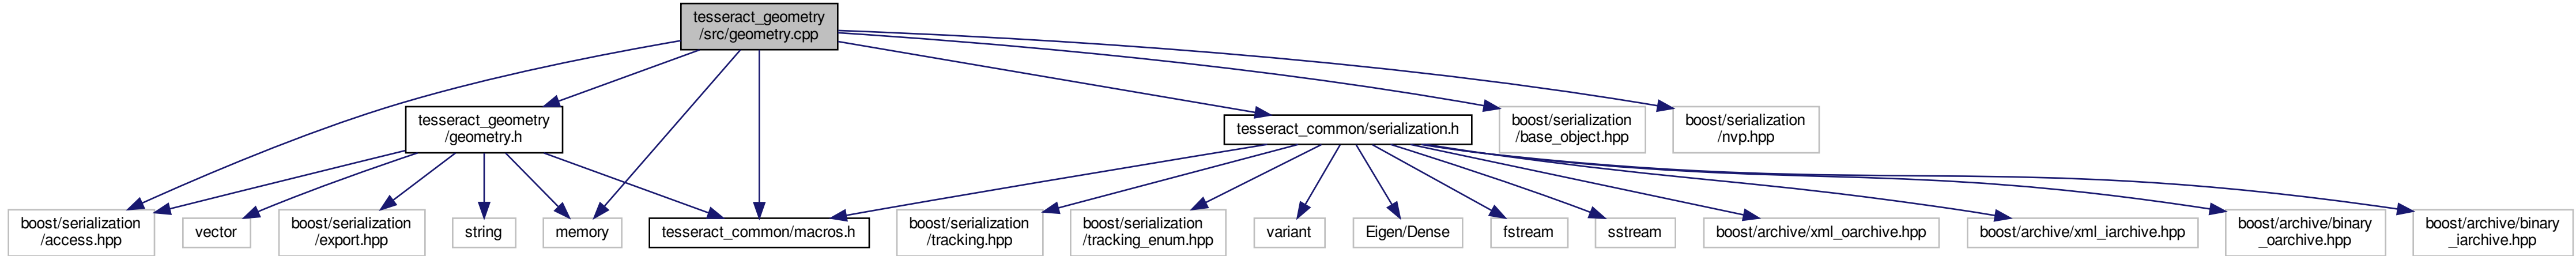 tesseract_geometry
/src/geometry.cpp
tesseract_geometry
/geometry.h
tesseract_common/serialization.h
boost/serialization
/base_object.hpp
boost/serialization
/nvp.hpp
boost/serialization
/access.hpp
vector
boost/serialization
/export.hpp
string
memory
tesseract_common/macros.h
boost/serialization
/tracking.hpp
boost/serialization
/tracking_enum.hpp
variant
Eigen/Dense
fstream
sstream
boost/archive/xml_oarchive.hpp
boost/archive/xml_iarchive.hpp
boost/archive/binary
_oarchive.hpp
boost/archive/binary
_iarchive.hpp